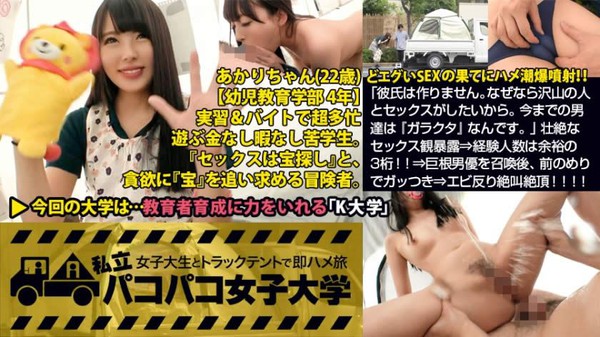 あかりちゃん(22歳)
【幼児教育学部 4年】
実習&バイトで超多忙
遊ぶ金なし暇なし苦学生。
『セックスは宝探し』と、
貪欲に『宝』を追い求める冒険者。
どエグいSEXの果てにハメ潮爆噴射!!
「彼氏は作りません。なぜなら沢山の人
とセックスがしたいから。今までの男
達は『ガラクタ』なんです。」壮絶な
セックス観暴露⇒経験人数は余裕の
3桁!!⇒巨根男優を召喚後、前のめり
でガッつき⇒エビ反り絶叫絶頂!!!!
▶今回の大学は…教育者育成に力をいれる「K大学」
私立
女子大生とトラックテントで即ハメ旅
パコパコ女子大学